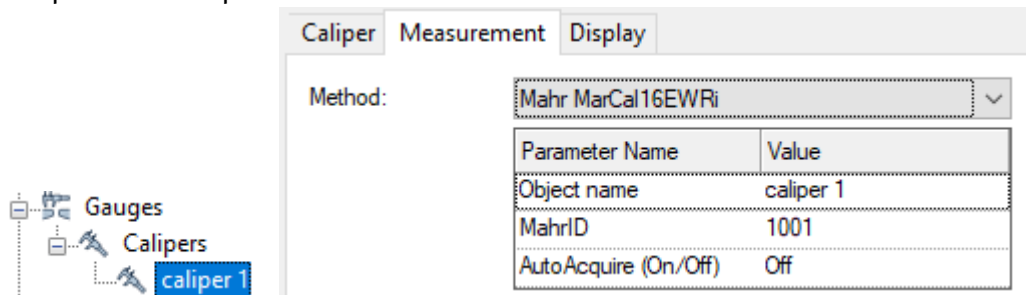 Caliper Measurement Display
Method: Mahr MarCal16EWRi
Parameter Name Value
Object name caliper 1
MahrID 1001
AutoAcquire (On/Off) Off
Gauges
Calipers
caliper 1